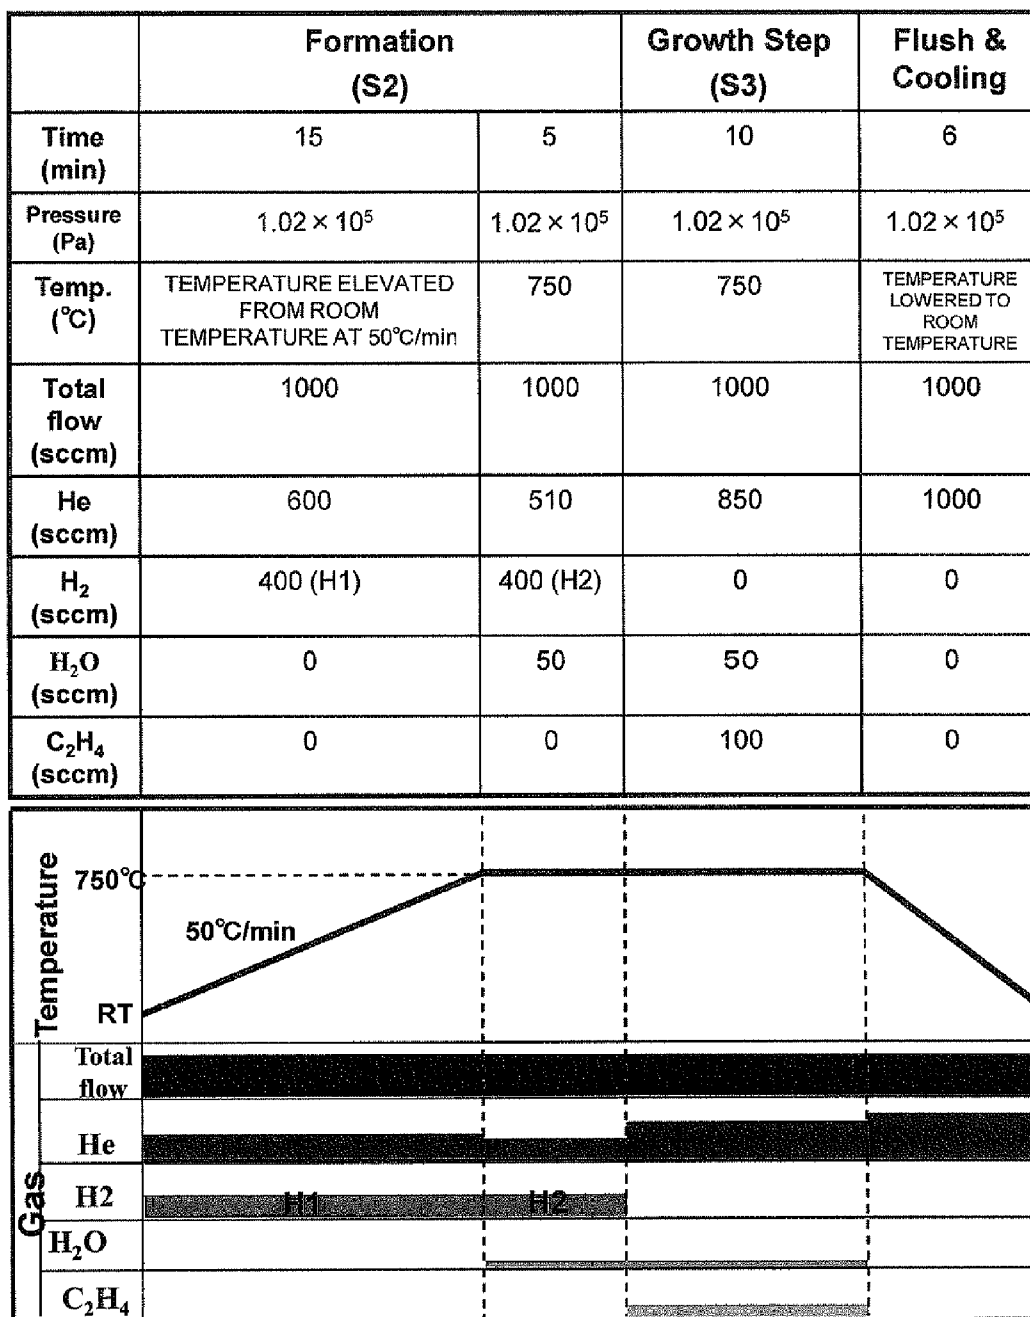 Formation
(S2)
Growth Step
(S3)
Flush &
Cooling
Time
(min)
15
5
10
6
Pressure
(Pa)
1.02 × 10⁵
1.02 × 10⁵
1.02 × 10⁵
1.02 × 10⁵
Temp.
(℃)
TEMPERATURE ELEVATED
FROM ROOM
TEMPERATURE AT 50℃/min
750
750
TEMPERATURE
LOWERED TO
ROOM
TEMPERATURE
Total
flow
(sccm)
1000
1000
1000
1000
He
(sccm)
600
510
850
1000
H₂
(sccm)
400 (H1)
400 (H2)
0
0
H₂O
(sccm)
0
50
50
0
C₂H₄
(sccm)
0
0
100
0
Temperature
750℃
50℃/min
RT
Gas
Total
flow
He
H2
H1
H2
H₂O
C₂H₄